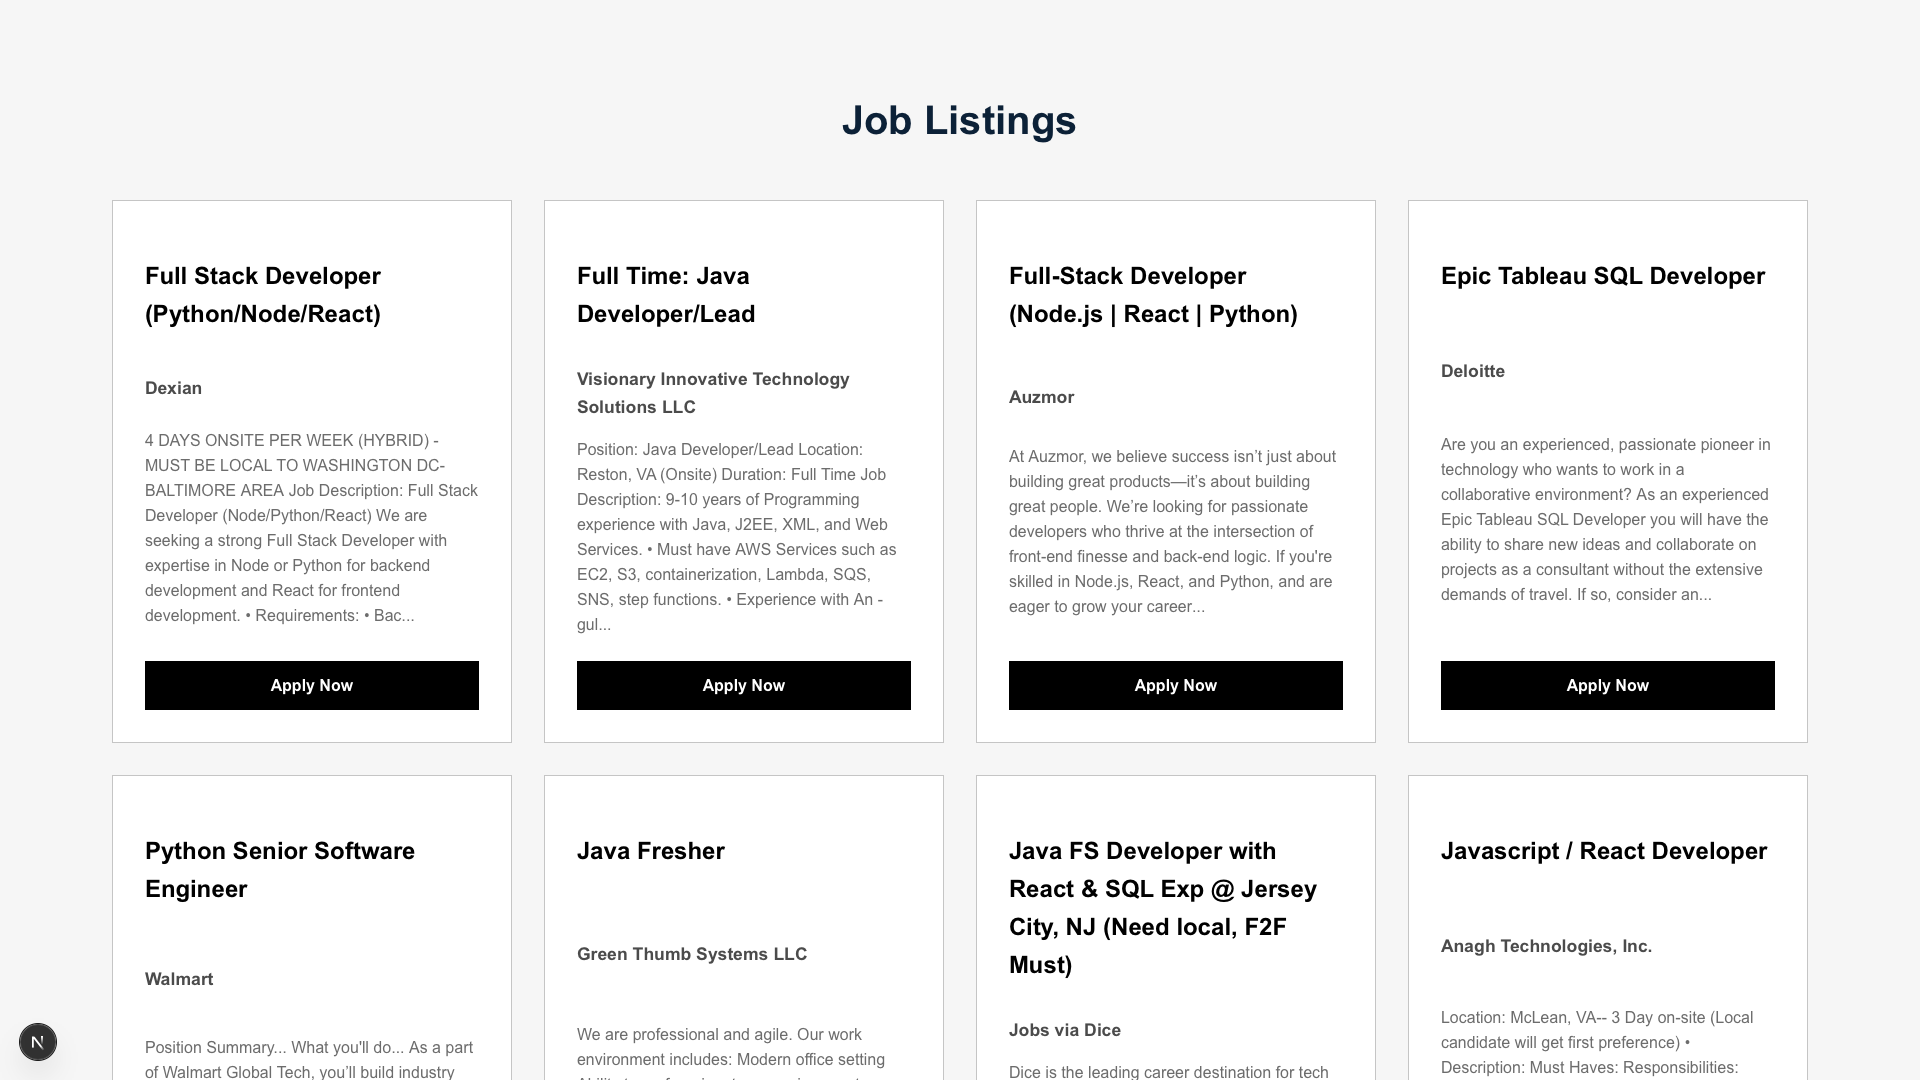 Job Listings
Full Stack Developer
(Python/Node/React)
Dexian
4 DAYS ONSITE PER WEEK (HYBRID) -
MUST BE LOCAL TO WASHINGTON DC-
BALTIMORE AREA Job Description: Full Stack
Developer (Node/Python/React) We are
seeking a strong Full Stack Developer with
expertise in Node or Python for backend
development and React for frontend
development. • Requirements: • Bac...
Apply Now
Full Time: Java
Developer/Lead
Visionary Innovative Technology
Solutions LLC
Position: Java Developer/Lead Location:
Reston, VA (Onsite) Duration: Full Time Job
Description: 9-10 years of Programming
experience with Java, J2EE, XML, and Web
Services. • Must have AWS Services such as
EC2, S3, containerization, Lambda, SQS,
SNS, step functions. • Experience with An -
gul...
Apply Now
Full-Stack Developer
(Node.js | React | Python)
Auzmor
At Auzmor, we believe success isn’t just about
building great products—it’s about building
great people. We’re looking for passionate
developers who thrive at the intersection of
front-end finesse and back-end logic. If you're
skilled in Node.js, React, and Python, and are
eager to grow your career...
Apply Now
Epic Tableau SQL Developer
Deloitte
Are you an experienced, passionate pioneer in
technology who wants to work in a
collaborative environment? As an experienced
Epic Tableau SQL Developer you will have the
ability to share new ideas and collaborate on
projects as a consultant without the extensive
demands of travel. If so, consider an...
Apply Now
Python Senior Software
Engineer
Walmart
Position Summary... What you'll do... As a part
of Walmart Global Tech, you’ll build industry
Java Fresher
Green Thumb Systems LLC
We are professional and agile. Our work
environment includes: Modern office setting
Java FS Developer with
React & SQL Exp @ Jersey
City, NJ (Need local, F2F
Must)
Jobs via Dice
Dice is the leading career destination for tech
Javascript / React Developer
Anagh Technologies, Inc.
Location: McLean, VA-- 3 Day on-site (Local
candidate will get first preference) •
Description: Must Haves: Responsibilities:
N